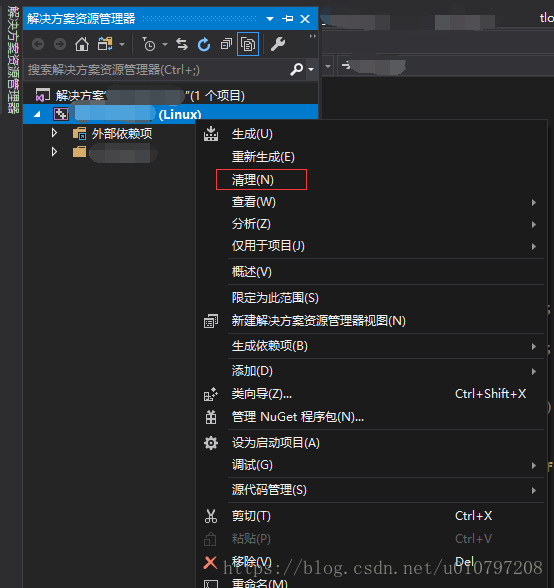 解决方案资源管理器
解决方案资源管理器
搜索解决方案资源管理器(Ctrl+;)
解决方案“ ”(1 个项目)
(Linux)
外部依赖项
生成(U)
重新生成(E)
清理(N)
查看(W)
分析(Z)
仅用于项目(J)
概述(V)
限定为此范围(S)
新建解决方案资源管理器视图(N)
生成依赖项(B)
添加(D)
类向导(Z)... Ctrl+Shift+X
管理 NuGet 程序包(N)...
设为启动项目(A)
调试(G)
源代码管理(S)
剪切(T) Ctrl+X
粘贴(P) Ctrl+V
移除(V) Del
https://blog.csdn.net/u010797208
重命名(M)